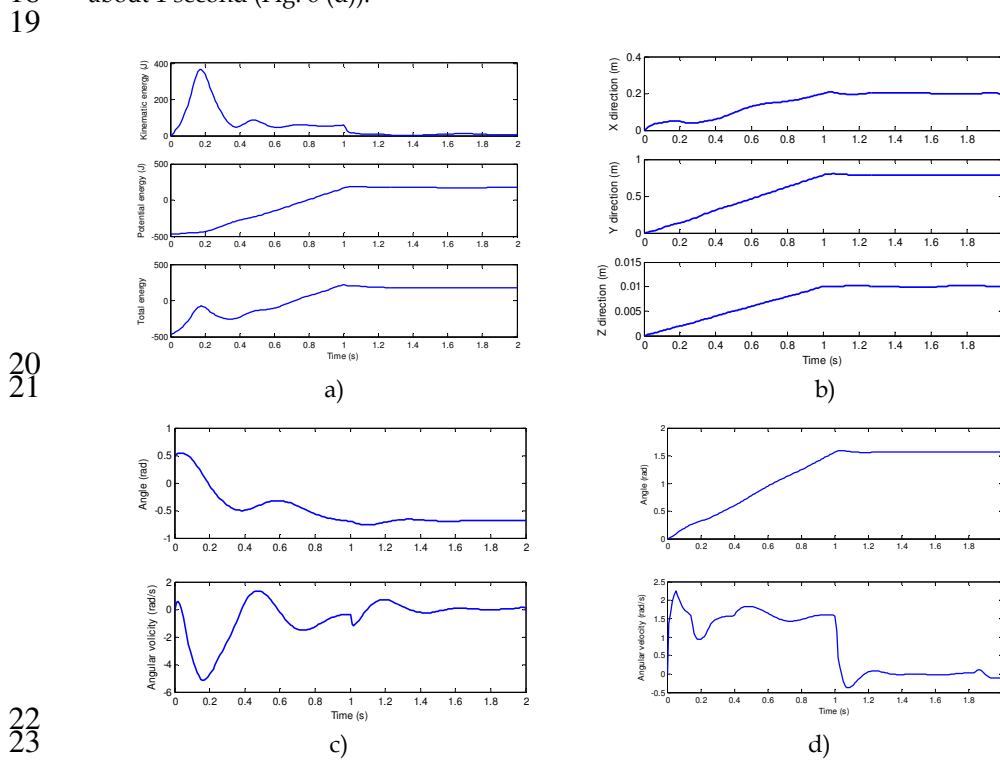 18 about 1 second (Fig. 6 (d)).
19
Kinematic energy (J)
400
200
0
0 0.2 0.4 0.6 0.8 1 1.2 1.4 1.6 1.8 2
Potential energy (J)
500
0
-500
0 0.2 0.4 0.6 0.8 1 1.2 1.4 1.6 1.8 2
Total energy
500
0
-500
0 0.2 0.4 0.6 0.8 1 1.2 1.4 1.6 1.8 2
Time (s)
X direction (m)
0.4
0.2
0
0 0.2 0.4 0.6 0.8 1 1.2 1.4 1.6 1.8
Y direction (m)
1
0.5
0
0 0.2 0.4 0.6 0.8 1 1.2 1.4 1.6 1.8
Z direction (m)
0.015
0.01
0.005
0
0 0.2 0.4 0.6 0.8 1 1.2 1.4 1.6 1.8
Time (s)
20
21 a) b)
Angle (rad)
1
0.5
0
-0.5
-1
0 0.2 0.4 0.6 0.8 1 1.2 1.4 1.6 1.8 2
Angular volicity (rad/s)
2
0
-2
-4
-6
0 0.2 0.4 0.6 0.8 1 1.2 1.4 1.6 1.8 2
Time (s)
Angle (rad)
2
1.5
1
0.5
0
0 0.2 0.4 0.6 0.8 1 1.2 1.4 1.6 1.8
Angular velocity (rad/s)
2.5
2
1.5
1
0.5
0
-0.5
0 0.2 0.4 0.6 0.8 1 1.2 1.4 1.6 1.8
Time (s)
22
23 c) d)